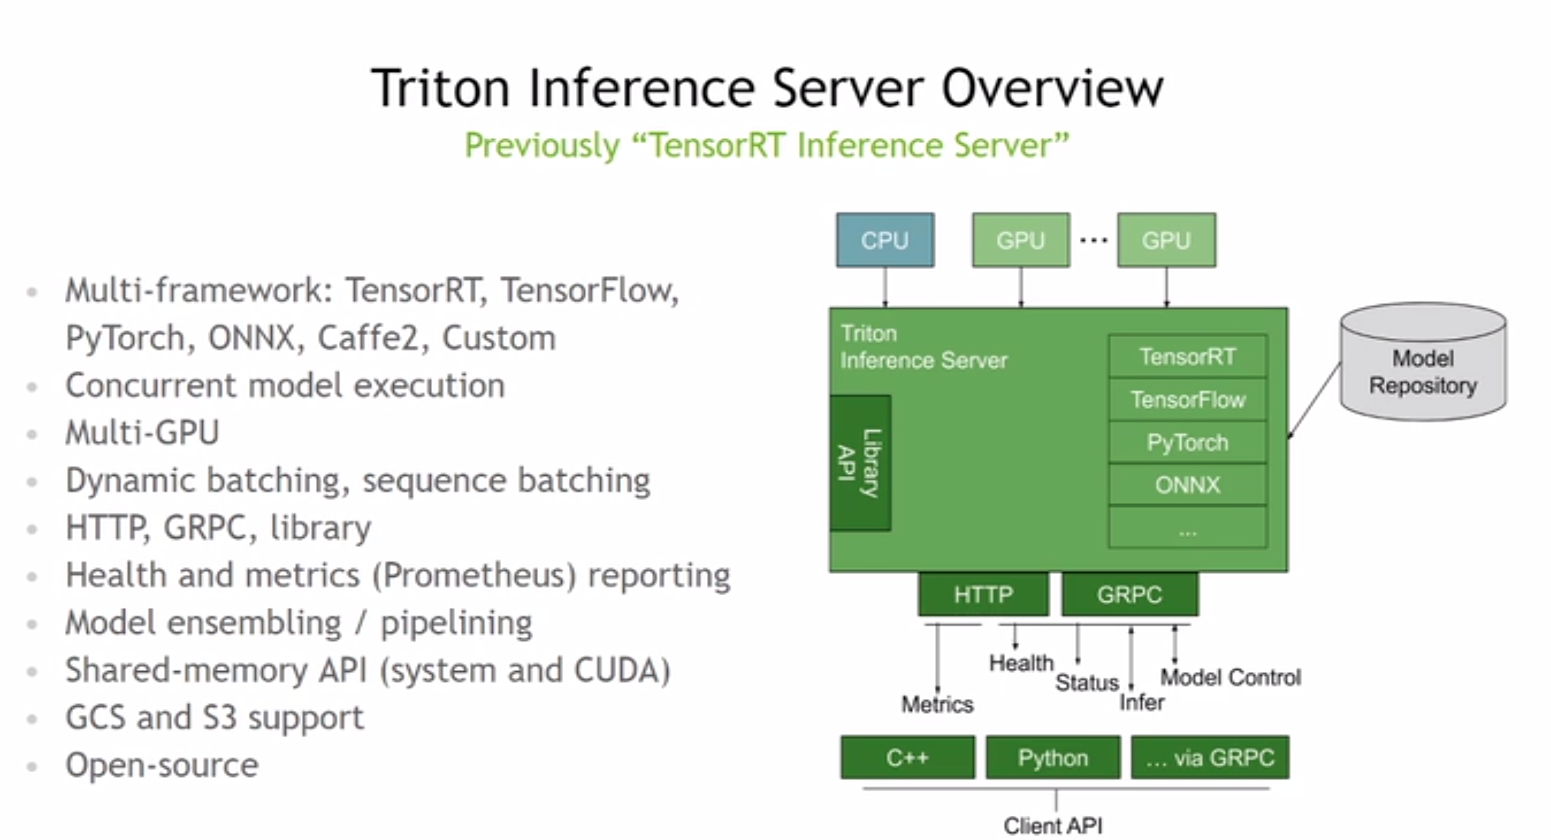 Triton Inference Server Overview
Previously “TensorRT Inference Server”
Multi-framework: TensorRT, TensorFlow,
PyTorch, ONNX, Caffe2, Custom
Concurrent model execution
Multi-GPU
Dynamic batching, sequence batching
HTTP, GRPC, library
Health and metrics (Prometheus) reporting
Model ensembling / pipelining
Shared-memory API (system and CUDA)
GCS and S3 support
Open-source
CPU
GPU
...
GPU
Triton
Inference Server
Library
API
TensorRT
TensorFlow
PyTorch
ONNX
...
Model
Repository
HTTP
GRPC
Metrics
Health
Status
Infer
Model Control
C++
Python
... via GRPC
Client API